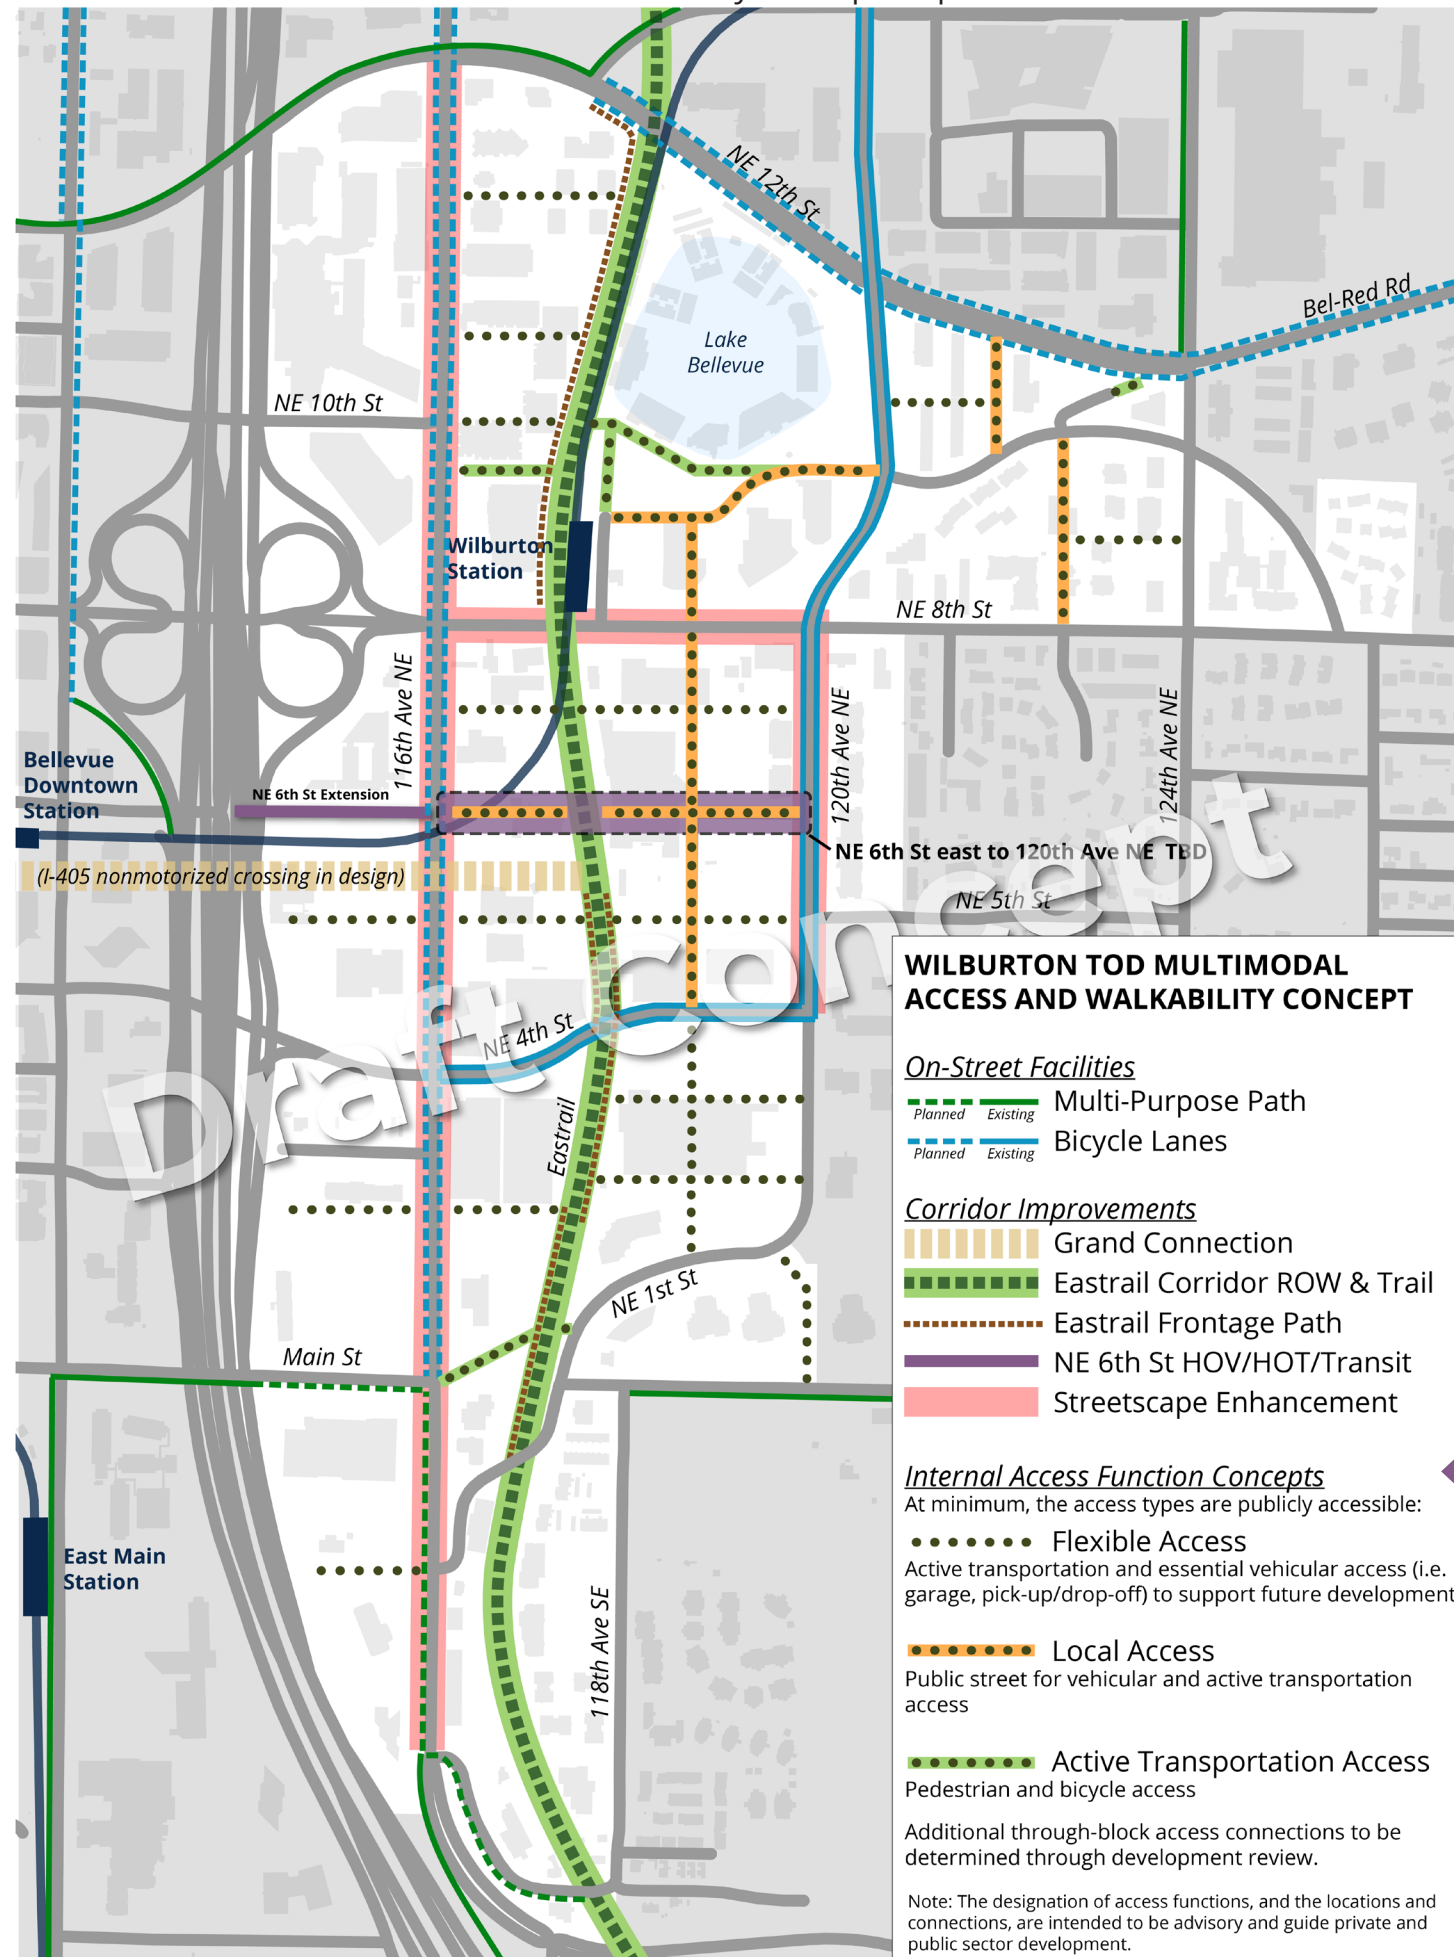 NE 12th St
Bel-Red Rd
Lake
Bellevue
NE 10th St
Wilburton
Station
NE 8th St
116th Ave NE
120th Ave NE
124th Ave NE
Bellevue
Downtown
Station
NE 6th St Extension
NE 6th St east to 120th Ave NE TBD
(I-405 nonmotorized crossing in design)
NE 5th St
Draft Concept
NE 4th St
Eastrail
NE 1st St
Main St
East Main
Station
118th Ave SE
WILBURTON TOD MULTIMODAL
ACCESS AND WALKABILITY CONCEPT
On-Street Facilities
Multi-Purpose Path
Planned Existing
Bicycle Lanes
Planned Existing
Corridor Improvements
Grand Connection
Eastrail Corridor ROW & Trail
Eastrail Frontage Path
NE 6th St HOV/HOT/Transit
Streetscape Enhancement
Internal Access Function Concepts
At minimum, the access types are publicly accessible:
Flexible Access
Active transportation and essential vehicular access (i.e.
garage, pick-up/drop-off) to support future development
Local Access
Public street for vehicular and active transportation
access
Active Transportation Access
Pedestrian and bicycle access
Additional through-block access connections to be
determined through development review.
Note: The designation of access functions, and the locations and
connections, are intended to be advisory and guide private and
public sector development.